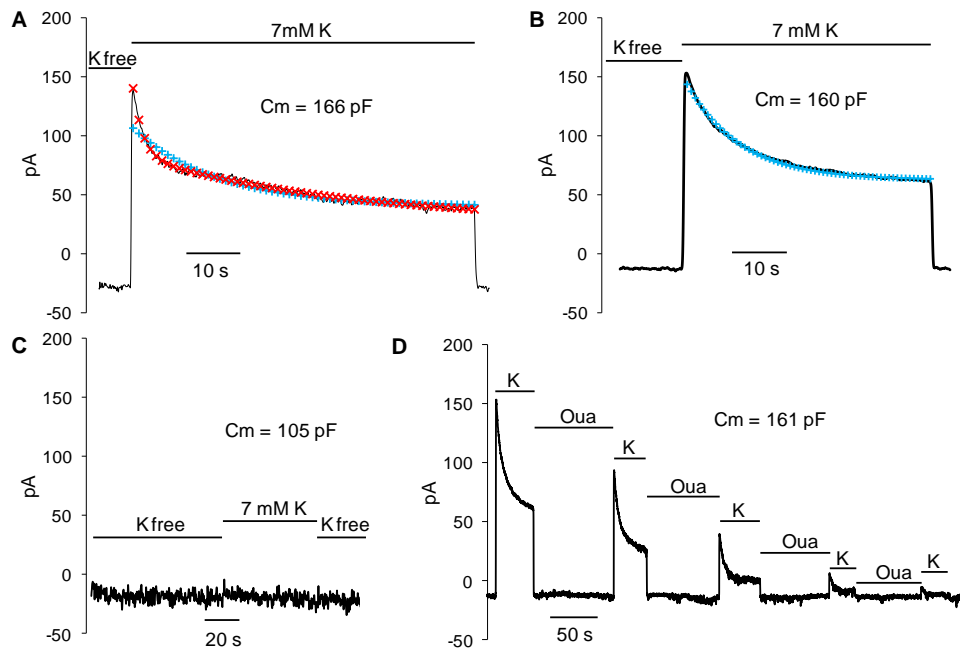 A
200
150
100
50
0
-50
pA
7mM K
K free
Cm = 166 pF
10 s
B
200
150
100
50
0
-50
pA
7 mM K
K free
Cm = 160 pF
10 s
C
200
150
100
50
0
-50
pA
Cm = 105 pF
7 mM K
K free
K free
20 s
D
200
150
100
50
0
-50
pA
K
Oua
Cm = 161 pF
K
Oua
K
Oua
K
Oua
K
50 s